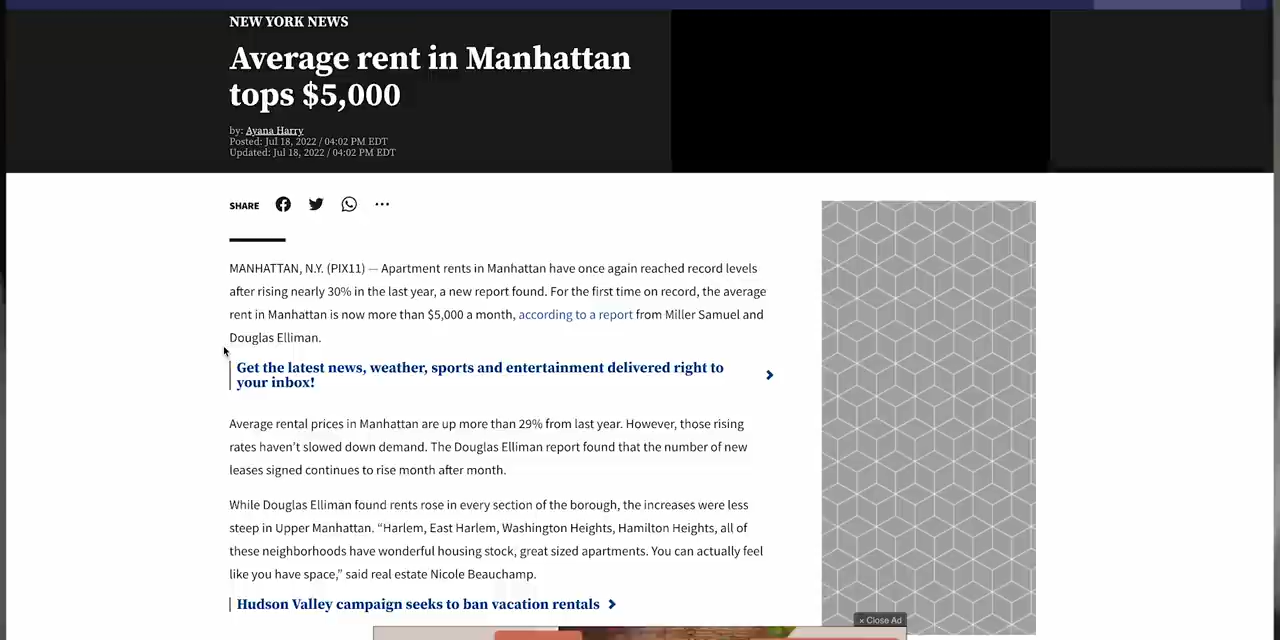 NEW YORK NEWS
Average rent in Manhattan
tops $5,000
by: Ayana Harry
Posted: Jul 18, 2022 / 04:02 PM EDT
Updated: Jul 18, 2022 / 04:02 PM EDT
SHARE
MANHATTAN, N.Y. (PIX11) — Apartment rents in Manhattan have once again reached record levels
after rising nearly 30% in the last year, a new report found. For the first time on record, the average
rent in Manhattan is now more than $5,000 a month, according to a report from Miller Samuel and
Douglas Elliman.
Get the latest news, weather, sports and entertainment delivered right to
your inbox!
Average rental prices in Manhattan are up more than 29% from last year. However, those rising
rates haven’t slowed down demand. The Douglas Elliman report found that the number of new
leases signed continues to rise month after month.
While Douglas Elliman found rents rose in every section of the borough, the increases were less
steep in Upper Manhattan. “Harlem, East Harlem, Washington Heights, Hamilton Heights, all of
these neighborhoods have wonderful housing stock, great sized apartments. You can actually feel
like you have space,” said real estate Nicole Beauchamp.
Hudson Valley campaign seeks to ban vacation rentals
× Close Ad